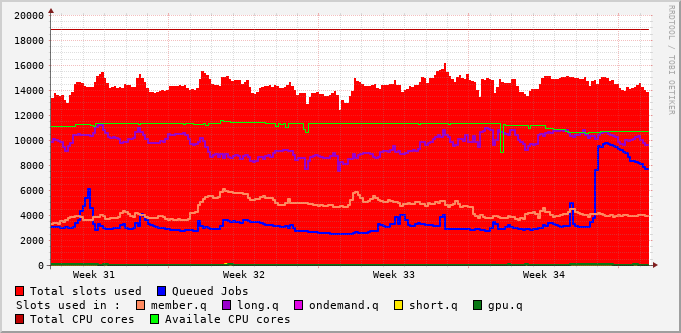 20000
18000
16000
14000
12000
10000
8000
6000
4000
2000
0
Week 31 Week 32 Week 33 Week 34
RRDTOOL / TOBI OETIKER
Total slots used Queued Jobs
Slots used in : member.q long.q ondemand.q short.q gpu.q
Total CPU cores Availale CPU cores